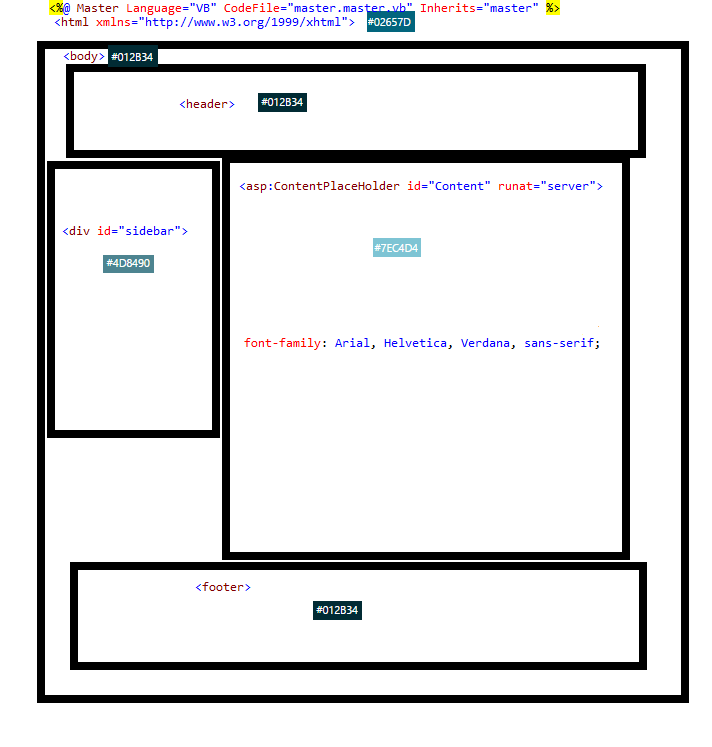 <%@ Master Language="VB" CodeFile="master.master.vb" Inherits="master" %>
<html xmlns="http://www.w3.org/1999/xhtml"> #02657D
<body> #012B34
<header> #012B34
<asp:ContentPlaceHolder id="Content" runat="server">
<div id="sidebar">
#7EC4D4
#4D8490
font-family: Arial, Helvetica, Verdana, sans-serif;
<footer>
#012B34